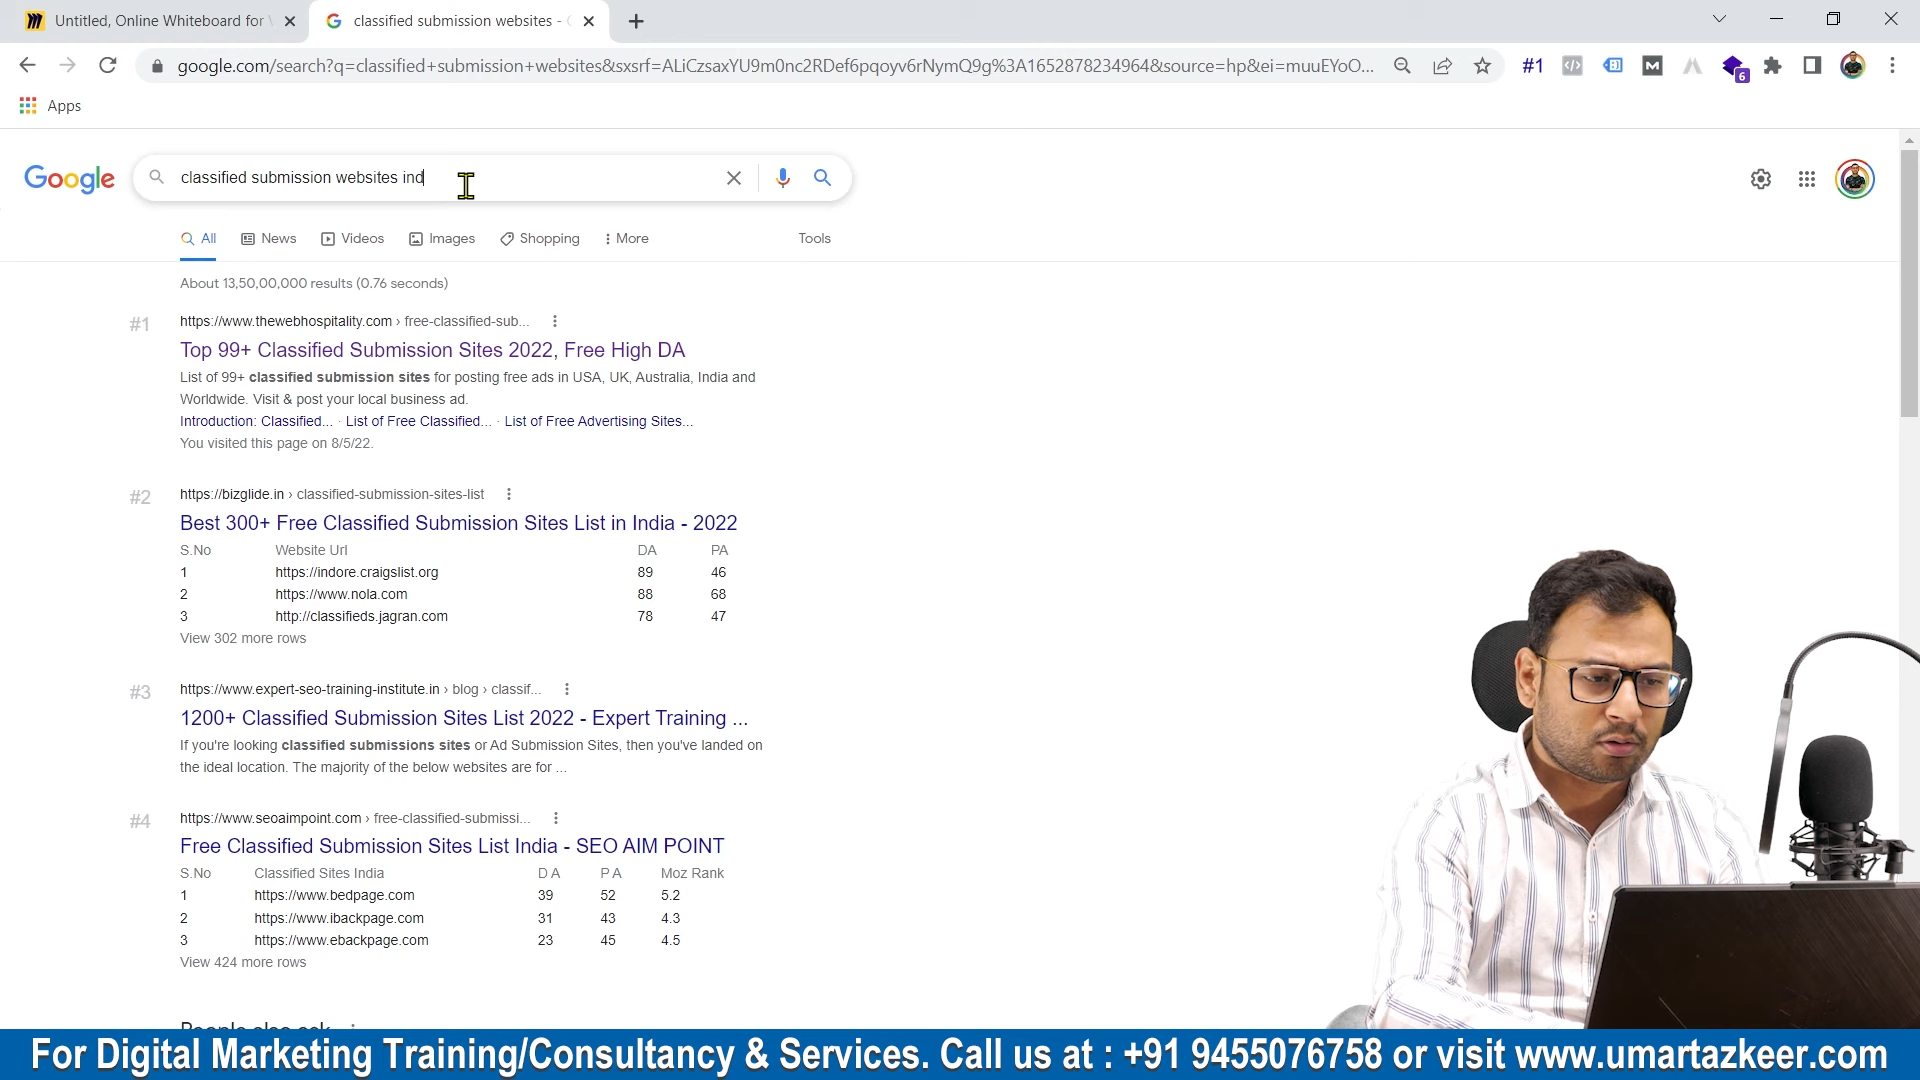 Untitled, Online Whiteboard for
classified submission websites -
google.com/search?q=classified+submission+websites&sxsrf=ALiCzsaxYU9m0nc2RDef6pqoyv6rNymQ9g%3A1652878234964&source=hp&ei=muuEYoO...
#1
6
Apps
Google
classified submission websites ind
All
News
Videos
Images
Shopping
More
Tools
About 13,50,00,000 results (0.76 seconds)
#1
https://www.thewebhospitality.com › free-classified-sub...
Top 99+ Classified Submission Sites 2022, Free High DA
List of 99+ classified submission sites for posting free ads in USA, UK, Australia, India and
Worldwide. Visit & post your local business ad.
Introduction: Classified... · List of Free Classified... · List of Free Advertising Sites...
You visited this page on 8/5/22.
#2
https://bizglide.in › classified-submission-sites-list
Best 300+ Free Classified Submission Sites List in India - 2022
S.No Website Url DA PA
1 https://indore.craigslist.org 89 46
2 https://www.nola.com 88 68
3 http://classifieds.jagran.com 78 47
View 302 more rows
#3
https://www.expert-seo-training-institute.in › blog › classif...
1200+ Classified Submission Sites List 2022 - Expert Training ...
If you're looking classified submissions sites or Ad Submission Sites, then you've landed on
the ideal location. The majority of the below websites are for ...
#4
https://www.seoaimpoint.com › free-classified-submissi...
Free Classified Submission Sites List India - SEO AIM POINT
S.No Classified Sites India D A P A Moz Rank
1 https://www.bedpage.com 39 52 5.2
2 https://www.ibackpage.com 31 43 4.3
3 https://www.ebackpage.com 23 45 4.5
View 424 more rows
People also ask
For Digital Marketing Training/Consultancy & Services. Call us at : +91 9455076758 or visit www.umartazkeer.com